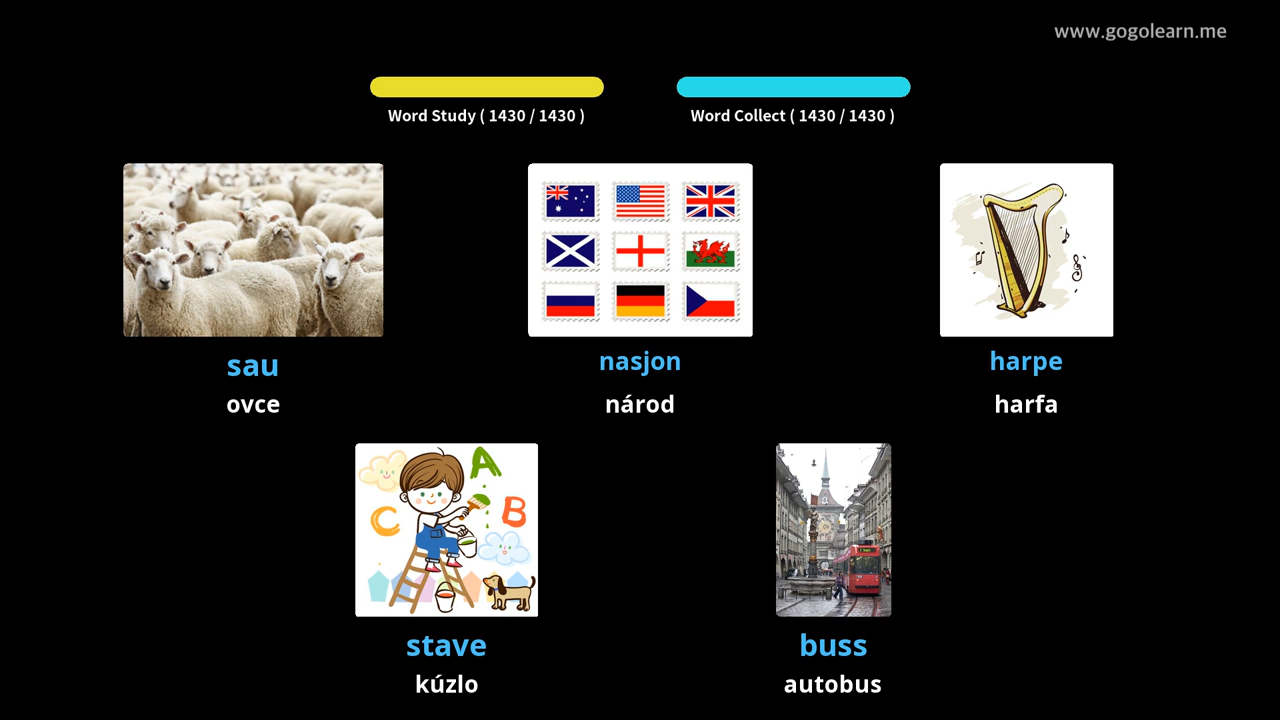 www.gogolearn.me
Word Study ( 1430 / 1430 )
Word Collect ( 1430 / 1430 )
sau
ovce
nasjon
národ
harpe
harfa
A
B
C
stave
kúzlo
buss
autobus